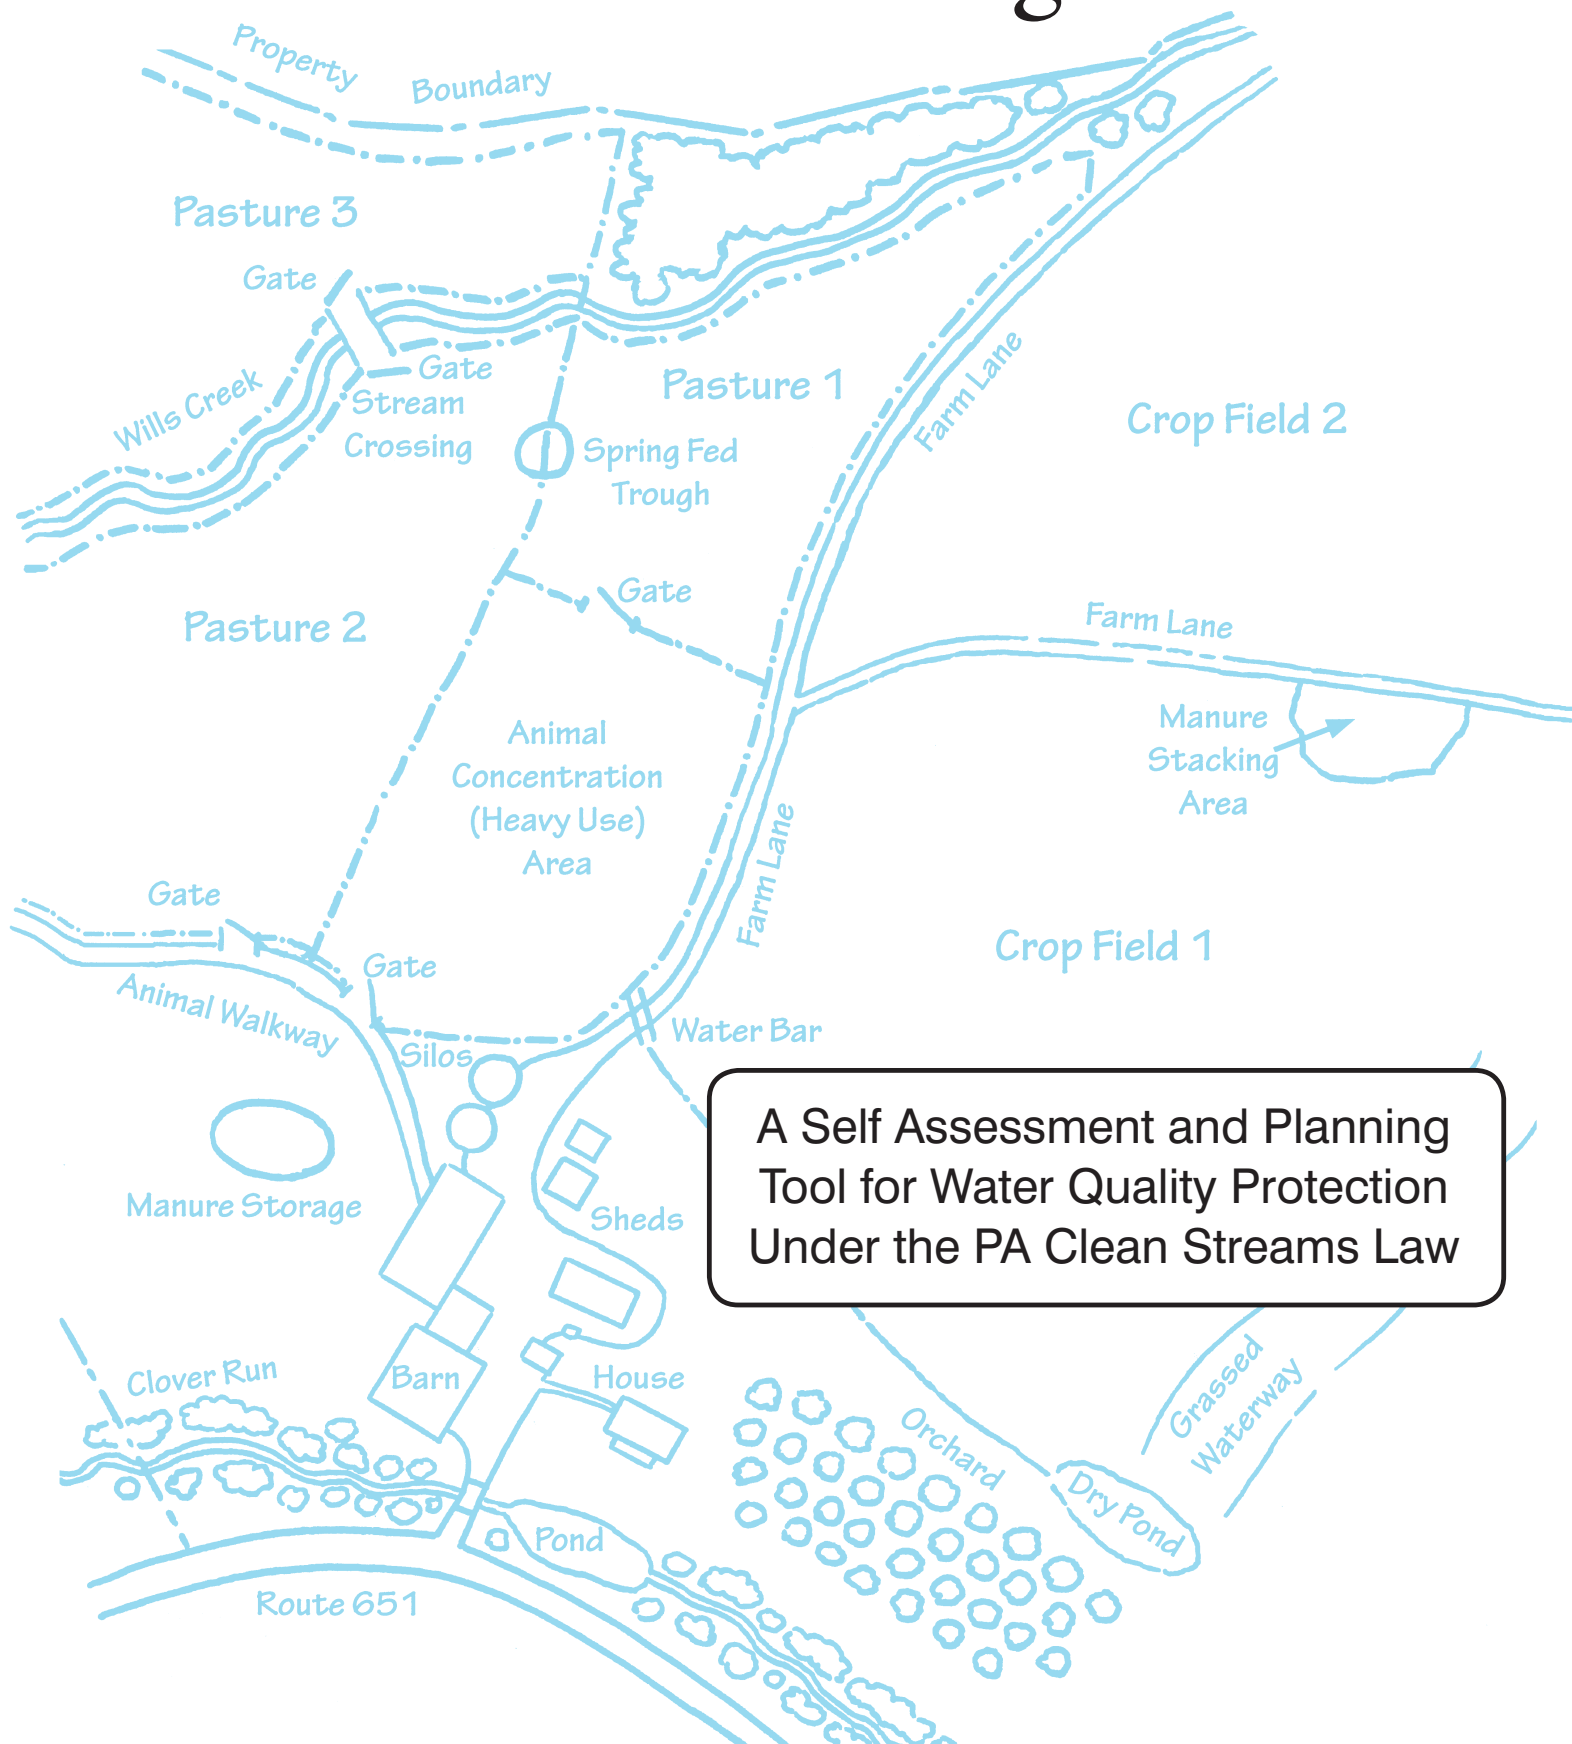 Property
Boundary
Pasture 3
Gate
Gate
Stream
Crossing
Wills Creek
Pasture 1
Spring Fed
Trough
Farm Lane
Crop Field 2
Gate
Pasture 2
Farm Lane
Manure
Stacking
Area
Animal
Concentration
(Heavy Use)
Area
Farm Lane
Gate
Crop Field 1
Gate
Animal Walkway
Silos
Water Bar
A Self Assessment and Planning
Tool for Water Quality Protection
Under the PA Clean Streams Law
Manure Storage
Sheds
Clover Run
Barn
House
Grassed
Waterway
Orchard
Dry Pond
Pond
Route 651